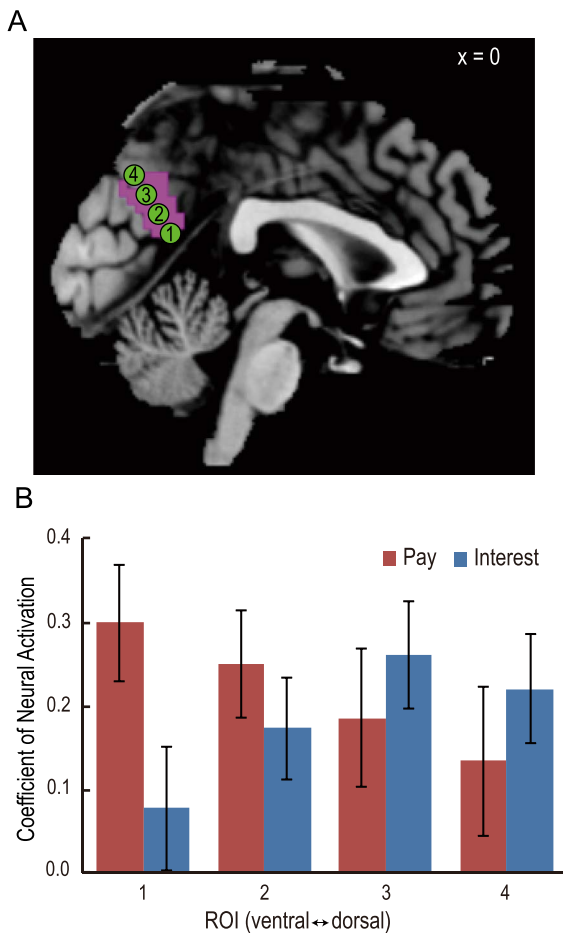 A
x = 0
4
3
2
1
B
0.4
0.3
0.2
0.1
0.0
Coefficient of Neural Activation
Pay
Interest
1 2 3 4
ROI (ventral↔dorsal)